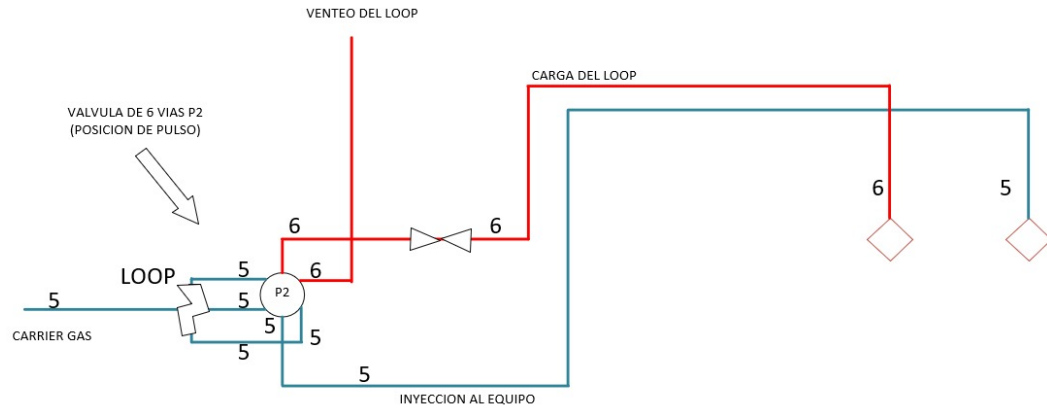 VENTEO DEL LOOP
CARGA DEL LOOP
VALVULA DE 6 VIAS P2
(POSICION DE PULSO)
6
5
6
6
5
6
LOOP
P2
5
5
5
CARRIER GAS
5
5
5
INYECCION AL EQUIPO